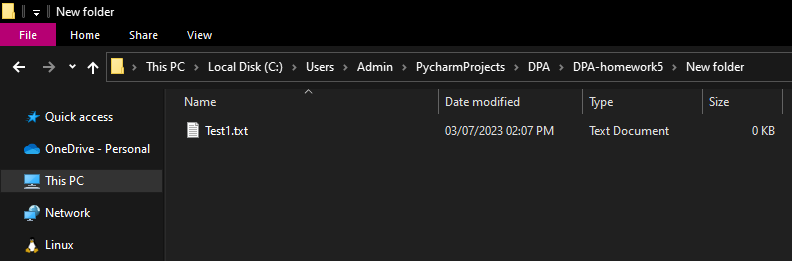 New folder
File Home Share View
This PC Local Disk (C:) Users Admin PycharmProjects DPA DPA-homework5 New folder
Name Date modified Type Size
Quick access
Test1.txt 03/07/2023 02:07 PM Text Document 0 KB
OneDrive - Personal
This PC
Network
Linux